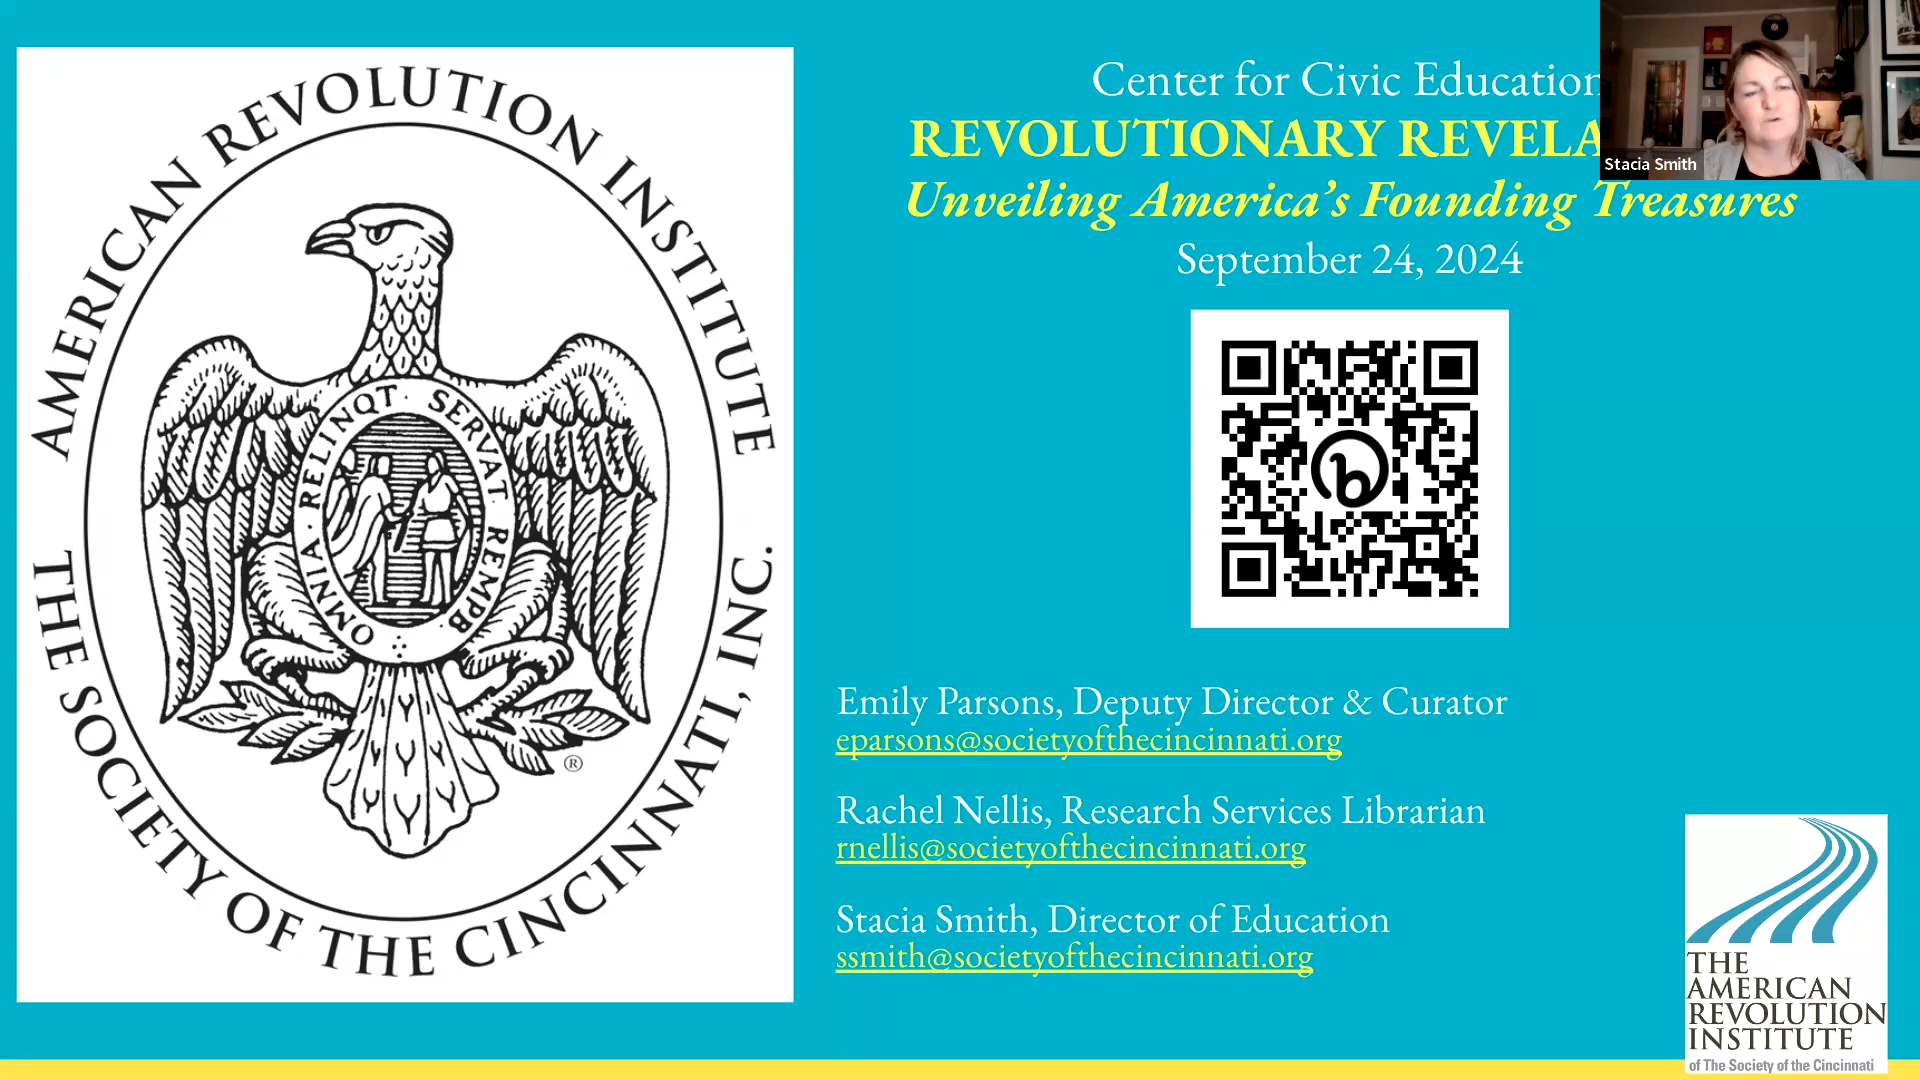 AMERICAN REVOLUTION INSTITUTE
THE SOCIETY OF THE CINCINNATI, INC.
OMNIA · RELINQT · SERVAT · REMPB
®
Center for Civic Education
REVOLUTIONARY REVELA
Unveiling America's Founding Treasures
September 24, 2024
Stacia Smith
b
Emily Parsons, Deputy Director & Curator
eparsons@societyofthecincinnati.org
Rachel Nellis, Research Services Librarian
rnellis@societyofthecincinnati.org
Stacia Smith, Director of Education
ssmith@societyofthecincinnati.org
THE
AMERICAN
REVOLUTION
INSTITUTE
of The Society of the Cincinnati